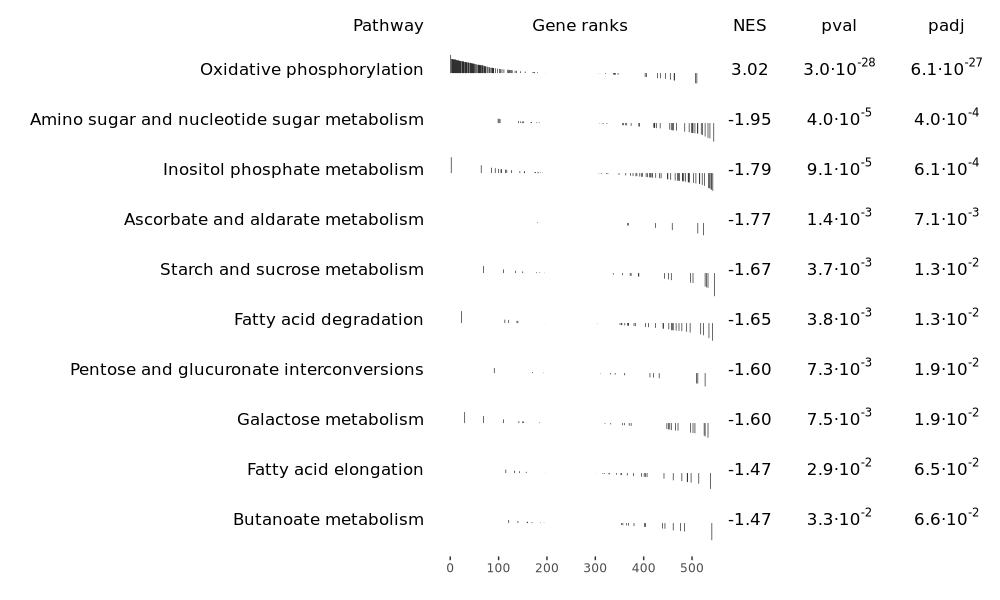 Pathway Gene ranks NES pval padj
Oxidative phosphorylation 3.02 3.0·10^-28 6.1·10^-27
Amino sugar and nucleotide sugar metabolism -1.95 4.0·10^-5 4.0·10^-4
Inositol phosphate metabolism -1.79 9.1·10^-5 6.1·10^-4
Ascorbate and aldarate metabolism -1.77 1.4·10^-3 7.1·10^-3
Starch and sucrose metabolism -1.67 3.7·10^-3 1.3·10^-2
Fatty acid degradation -1.65 3.8·10^-3 1.3·10^-2
Pentose and glucuronate interconversions -1.60 7.3·10^-3 1.9·10^-2
Galactose metabolism -1.60 7.5·10^-3 1.9·10^-2
Fatty acid elongation -1.47 2.9·10^-2 6.5·10^-2
Butanoate metabolism -1.47 3.3·10^-2 6.6·10^-2
0 100 200 300 400 500